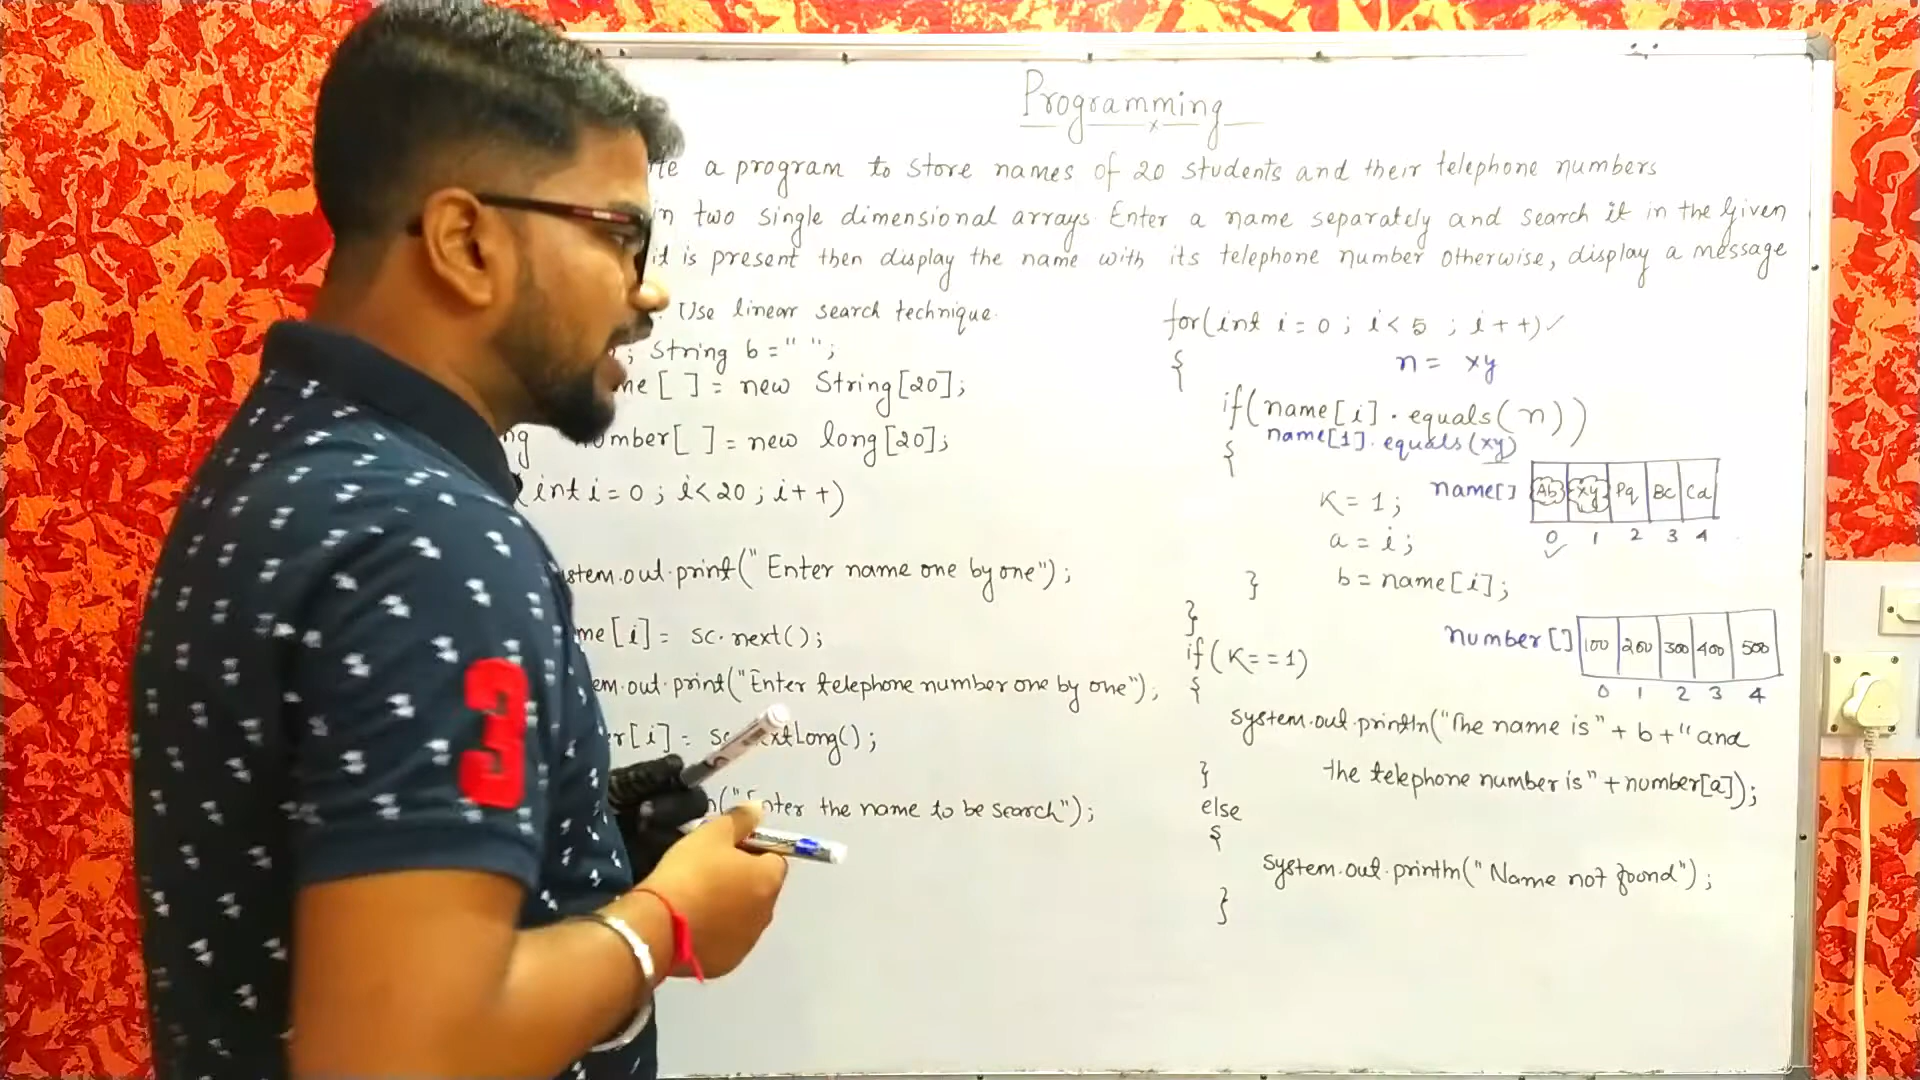 Programming
a program to store names of 20 students and their telephone numbers
in two single dimensional arrays. Enter a name separately and search it in the given
it is present then display the name with its telephone number otherwise, display a message
. Use linear search technique.
; String b = " ";
me[ ] = new String[20];
number[ ] = new long[20];
(int i = 0 ; i < 20 ; i + +)
stem.out.print(" Enter name one by one");
me[i] = sc.next();
em.out.print("Enter telephone number one by one");
r[i] = Long();
("Enter the name to be search");
for(int i = 0 ; i < 5 ; i + +) ✓
{
n = xy
if(name[i] . equals(n))
name[1]. equals(xy)
{
K = 1;
name[] Ab xy Pq Bc Cd
0 1 2 3 4
✓
a = i;
b = name[i];
}
}
number[] 100 200 300 400 500
0 1 2 3 4
if(K==1)
{
system.out.println("The name is" + b + " and
the telephone number is" + number[a]);
}
else
{
system.out.println(" Name not found");
}
3